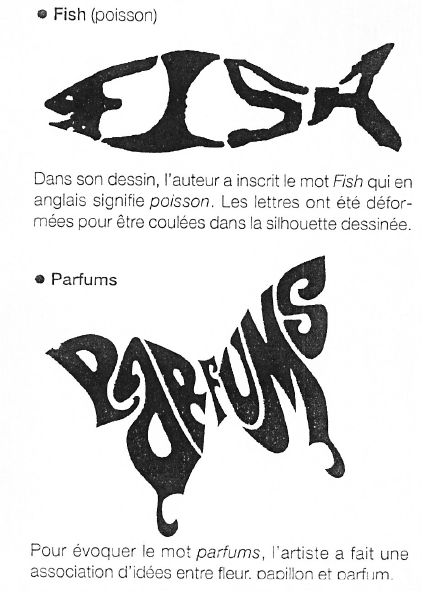 • Fish (poisson)
FISH
Dans son dessin, l'auteur a inscrit le mot Fish qui en
anglais signifie poisson. Les lettres ont été défor-
mées pour être coulées dans la silhouette dessinée.
• Parfums
PARFUMS
Pour évoquer le mot parfums, l'artiste a fait une
association d'idées entre fleur, papillon et parfum.